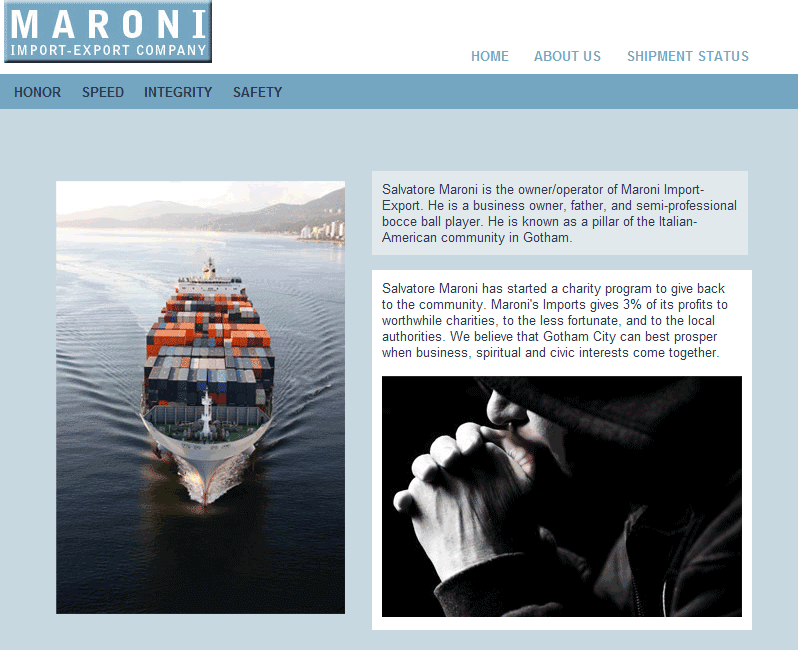 MARONI
IMPORT-EXPORT COMPANY
HOME ABOUT US SHIPMENT STATUS
HONOR SPEED INTEGRITY SAFETY
Salvatore Maroni is the owner/operator of Maroni Import-
Export. He is a business owner, father, and semi-professional
bocce ball player. He is known as a pillar of the Italian-
American community in Gotham.
Salvatore Maroni has started a charity program to give back
to the community. Maroni's Imports gives 3% of its profits to
worthwhile charities, to the less fortunate, and to the local
authorities. We believe that Gotham City can best prosper
when business, spiritual and civic interests come together.